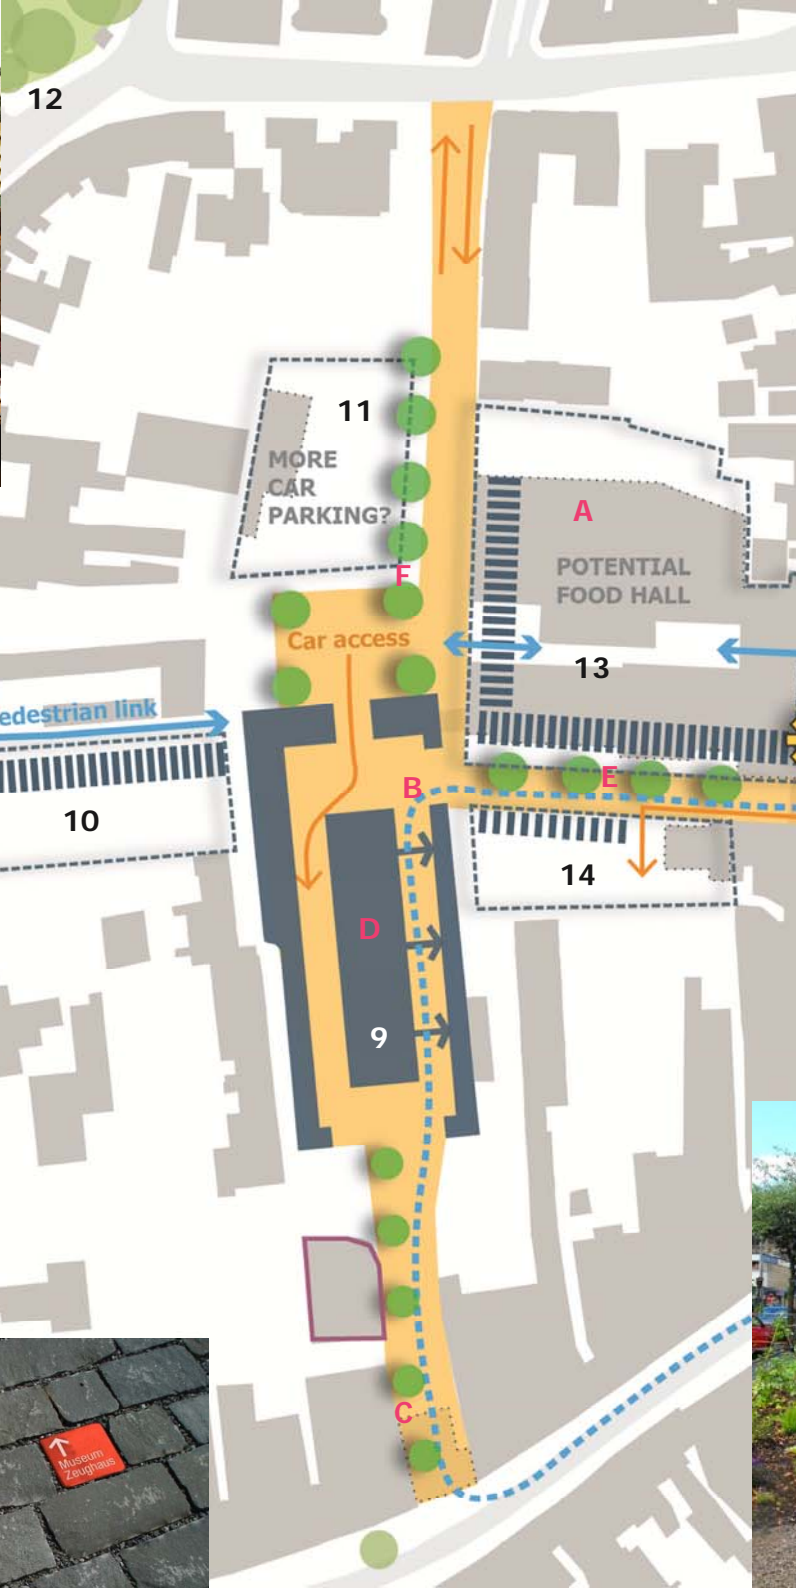 12
11
MORE
CAR
PARKING?
A
POTENTIAL
FOOD HALL
F
Car access
13
edestrian link
B
E
10
14
D
9
C
Museum
Zeughaus